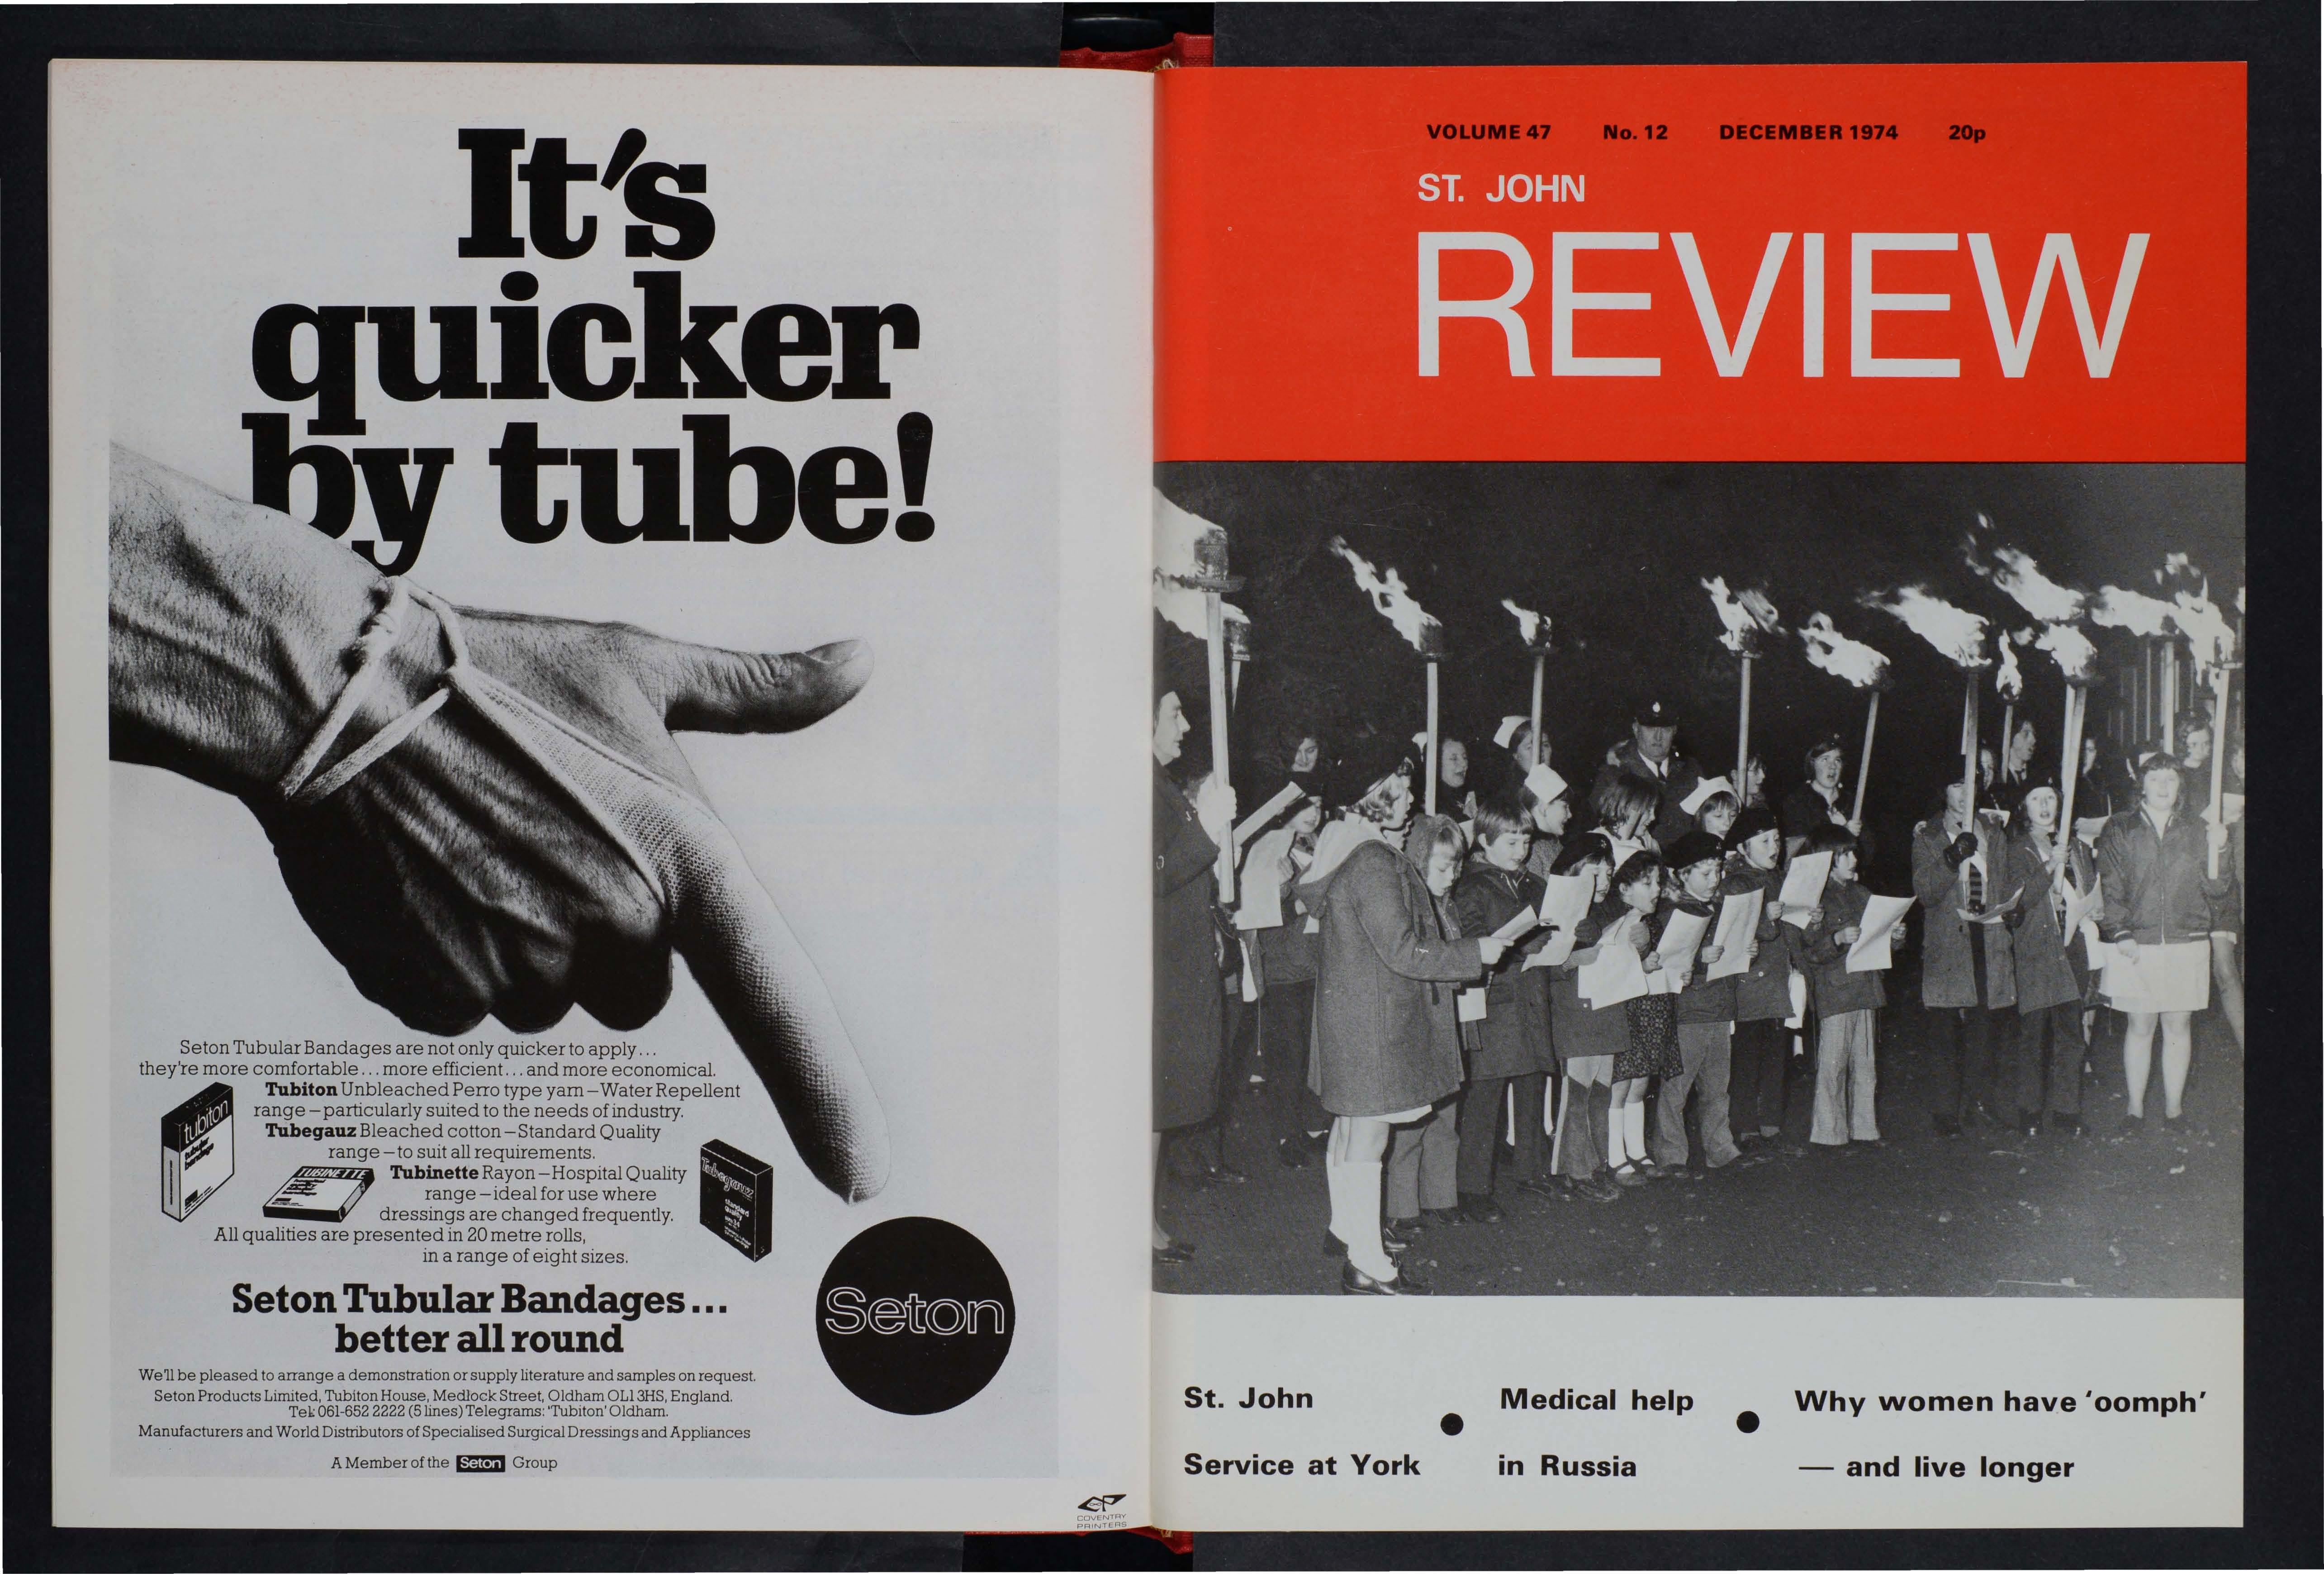 It's
quicker
by tube!
Seton Tubular Bandages are not only quicker to apply...
they're more comfortable...more efficient...and more economical.
Tubiton Unbleached Perro type yarn–Water Repellent
range–particularly suited to the needs of industry.
Tubegauz Bleached cotton–Standard Quality
range–to suit all requirements.
Tubinette Rayon–Hospital Quality
range–ideal for use where
dressings are changed frequently.
All qualities are presented in 20 metre rolls,
in a range of eight sizes.
tubiton
tubular
bandage
TUBINETTE
Tubegauz
standard
quality
Seton Tubular Bandages...
better all round
Seton
We'll be pleased to arrange a demonstration or supply literature and samples on request.
Seton Products Limited, Tubiton House, Medlock Street, Oldham OL1 3HS, England.
Tel: 061-652 2222 (5 lines) Telegrams: 'Tubiton' Oldham.
Manufacturers and World Distributors of Specialised Surgical Dressings and Appliances
A Member of the Seton Group
COVENTRY
PRINTERS
VOLUME 47 No. 12 DECEMBER 1974 20p
ST. JOHN
REVIEW
St. John
Service at York
Medical help
in Russia
Why women have 'oomph'
— and live longer